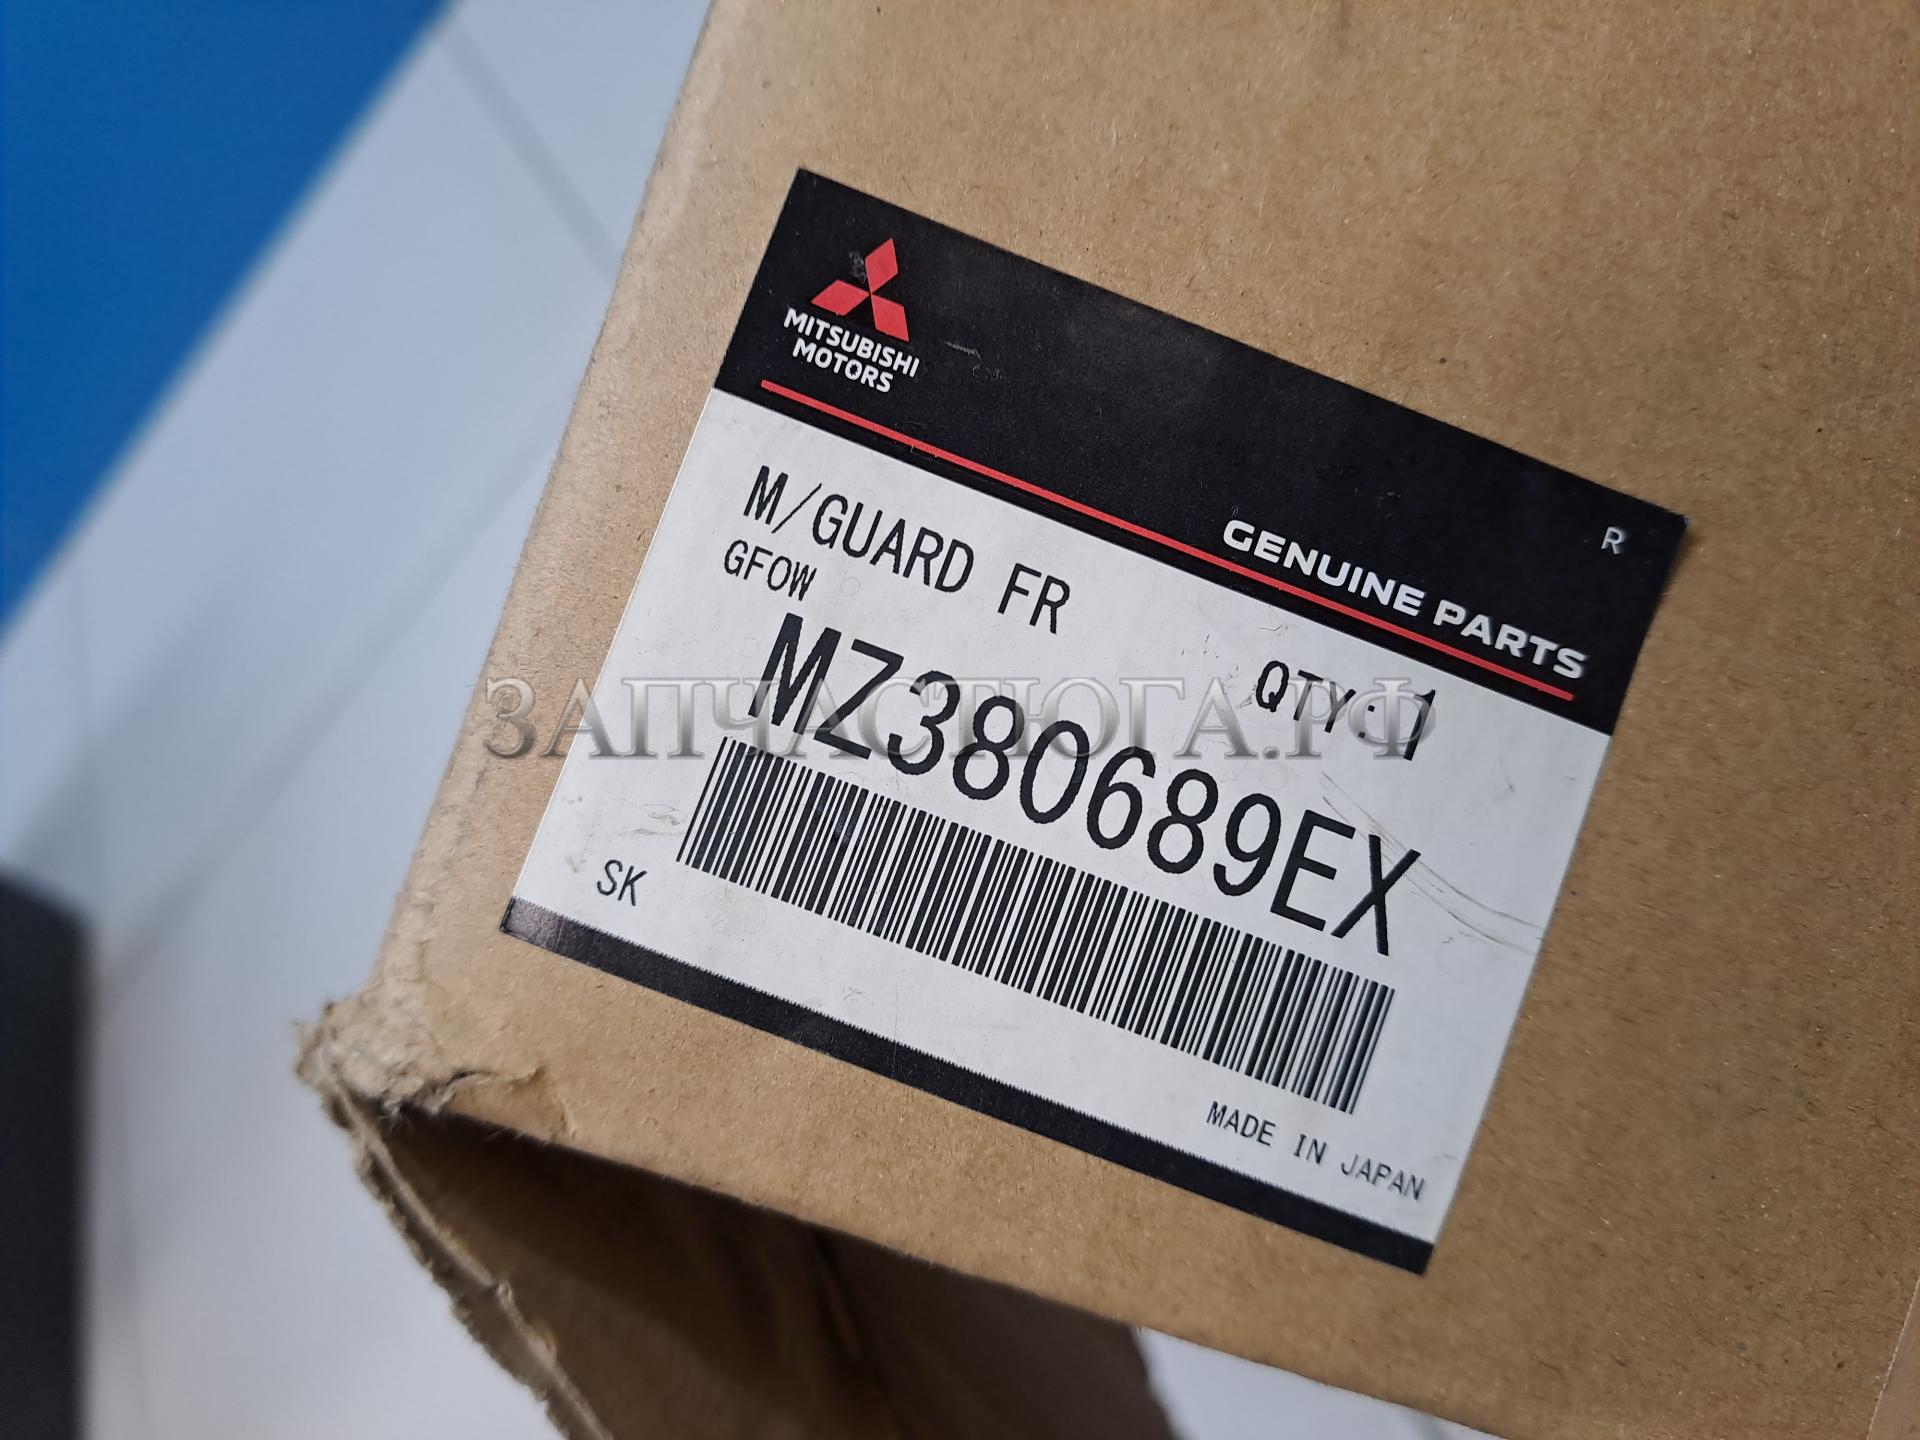 MITSUBISHI
MOTORS
GENUINE PARTS
R
M/GUARD FR
GFOW
QTY: 1
MZ380689EX
SK
MADE IN JAPAN
ЗАПЧАСТЮГА.РФ